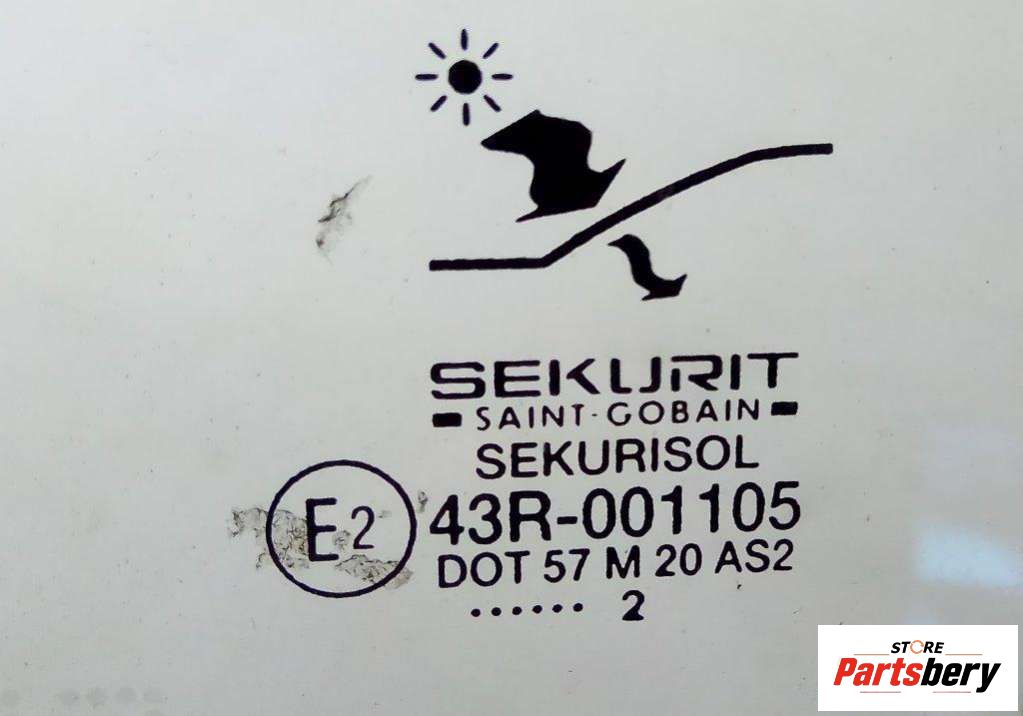 SEKURIT
SAINT-GOBAIN
SEKURISOL
E2
43R-001105
DOT 57 M 20 AS2
...... 2
STORE
Partsbery